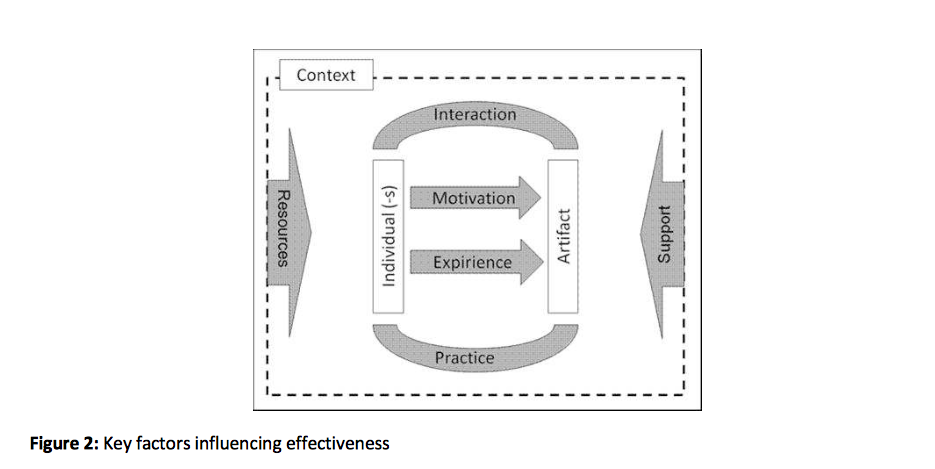 Context
Interaction
Resources
Individual (-s)
Motivation
Expirience
Artifact
Support
Practice
Figure 2: Key factors influencing effectiveness